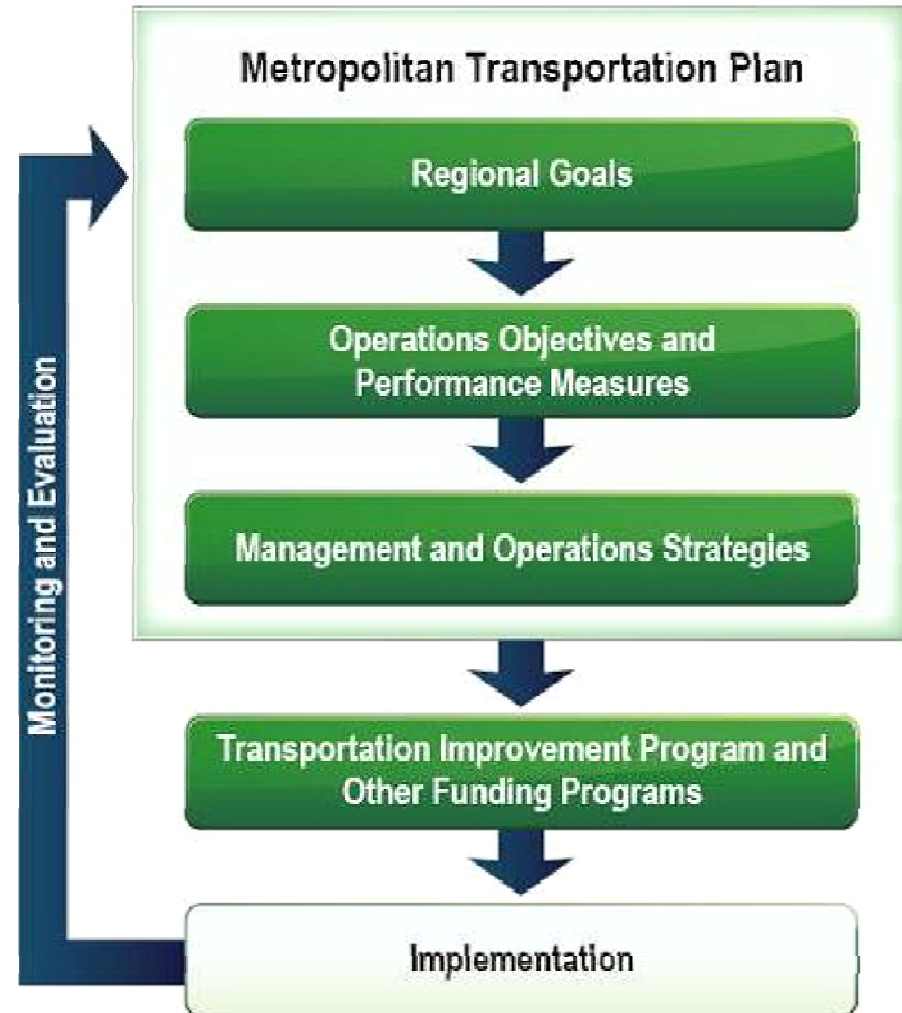 Metropolitan Transportation Plan
Regional Goals
Operations Objectives and
Performance Measures
Management and Operations Strategies
Transportation Improvement Program and
Other Funding Programs
Implementation
Monitoring and Evaluation